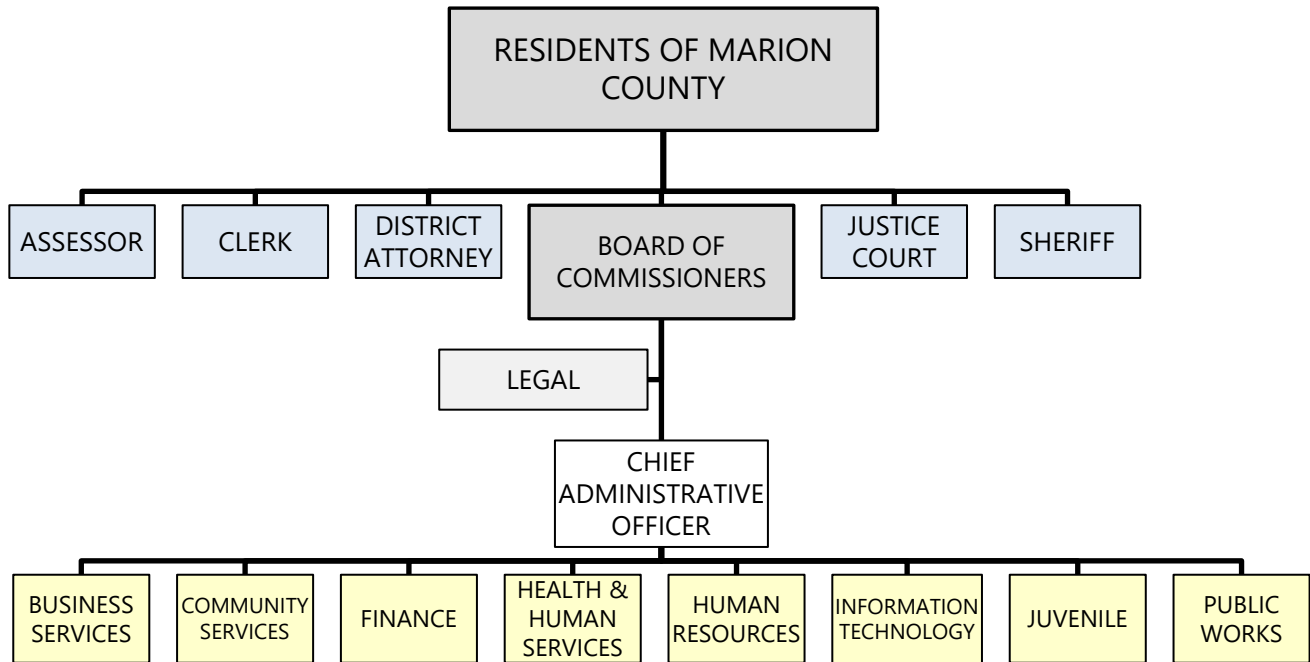 RESIDENTS OF MARION
COUNTY
ASSESSOR
CLERK
DISTRICT
ATTORNEY
BOARD OF
COMMISSIONERS
JUSTICE
COURT
SHERIFF
LEGAL
CHIEF
ADMINISTRATIVE
OFFICER
BUSINESS
SERVICES
COMMUNITY
SERVICES
FINANCE
HEALTH &
HUMAN
SERVICES
HUMAN
RESOURCES
INFORMATION
TECHNOLOGY
JUVENILE
PUBLIC
WORKS